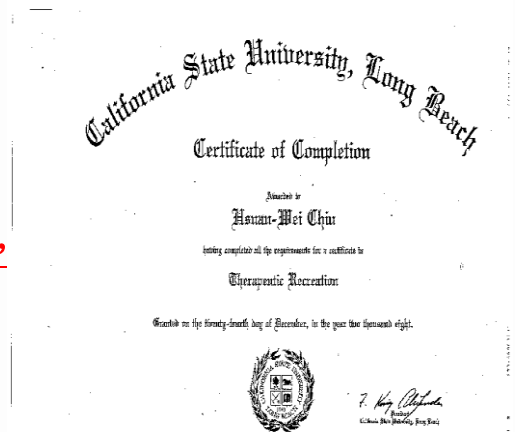 California State University, Long Beach
Certificate of Completion
Awarded to
Hsuan-Wei Chiu
having completed all the requirements for a certificate in
Therapeutic Recreation
Granted on the twenty-fourth day of December, in the year two thousand eight.
President
California State University, Long Beach